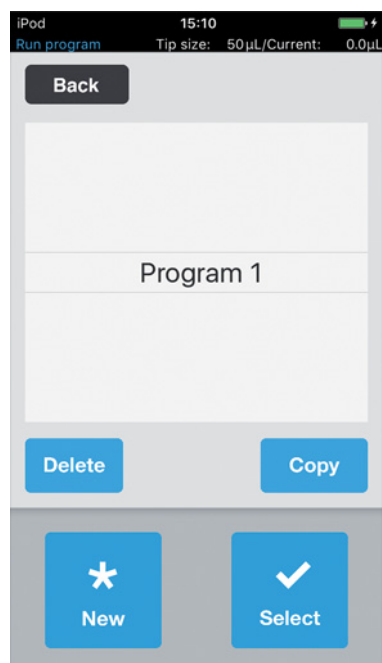 iPod 15:10
Run program Tip size: 50µL/Current: 0.0µL
Back
Program 1
Delete Copy
New Select